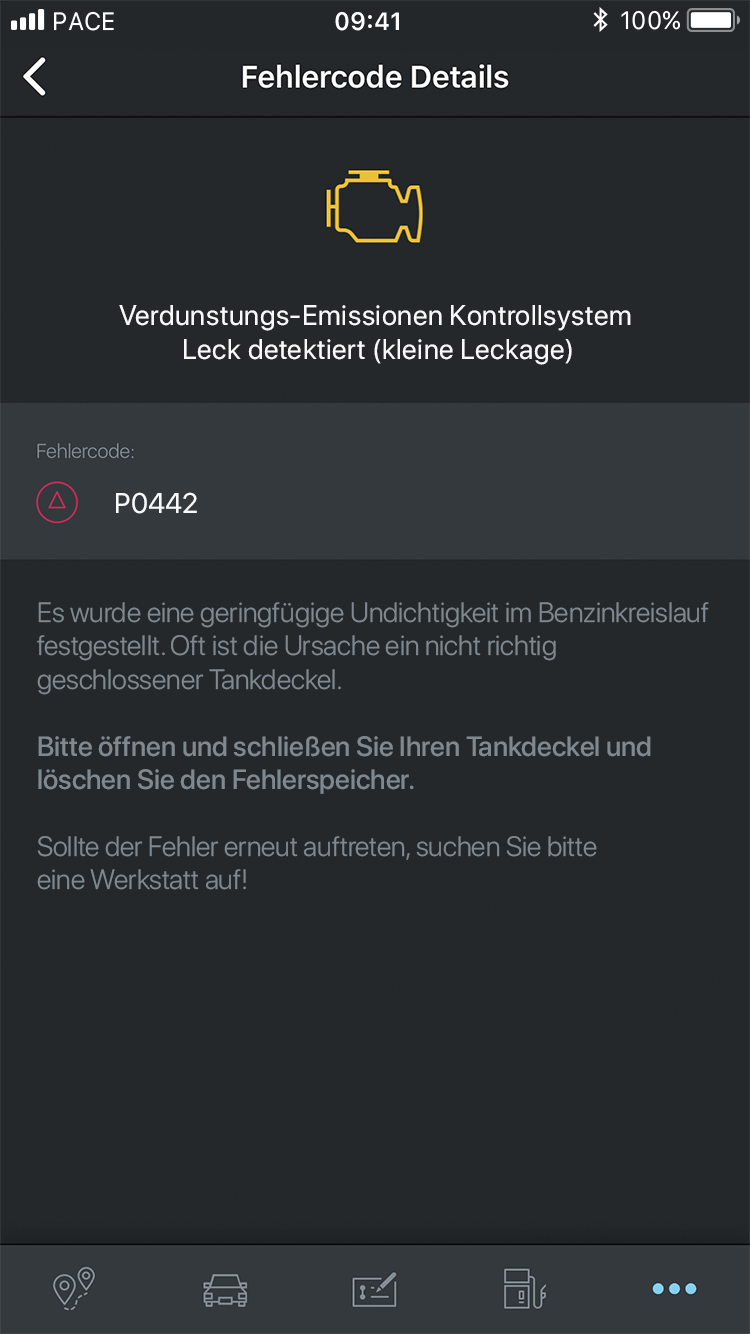 PACE 09:41 100%
Fehlercode Details
Verdunstungs-Emissionen Kontrollsystem
Leck detektiert (kleine Leckage)
Fehlercode:
P0442
Es wurde eine geringfügige Undichtigkeit im Benzinkreislauf
festgestellt. Oft ist die Ursache ein nicht richtig
geschlossener Tankdeckel.
Bitte öffnen und schließen Sie Ihren Tankdeckel und
löschen Sie den Fehlerspeicher.
Sollte der Fehler erneut auftreten, suchen Sie bitte
eine Werkstatt auf!